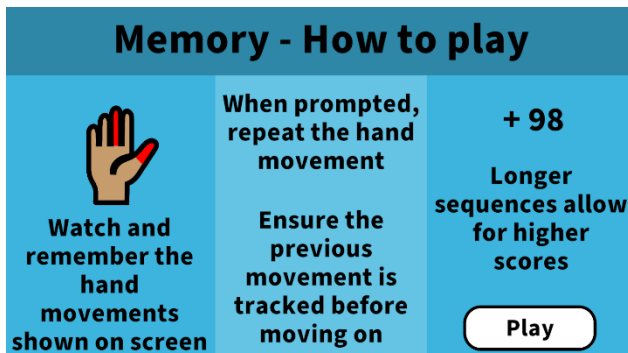 Memory - How to play
Watch and
remember the
hand
movements
shown on screen
When prompted,
repeat the hand
movement
Ensure the
previous
movement is
tracked before
moving on
+ 98
Longer
sequences allow
for higher
scores
Play